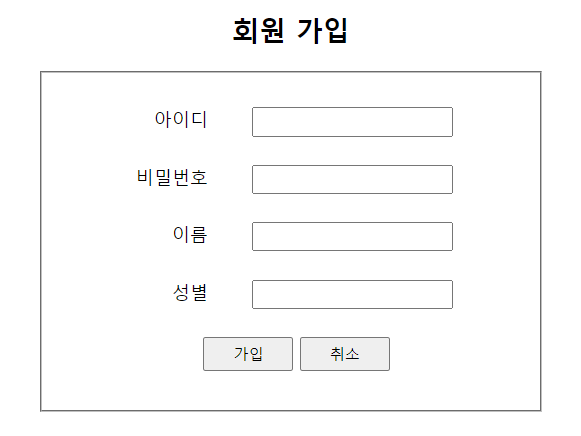 회원 가입
아이디
비밀번호
이름
성별
가입 취소